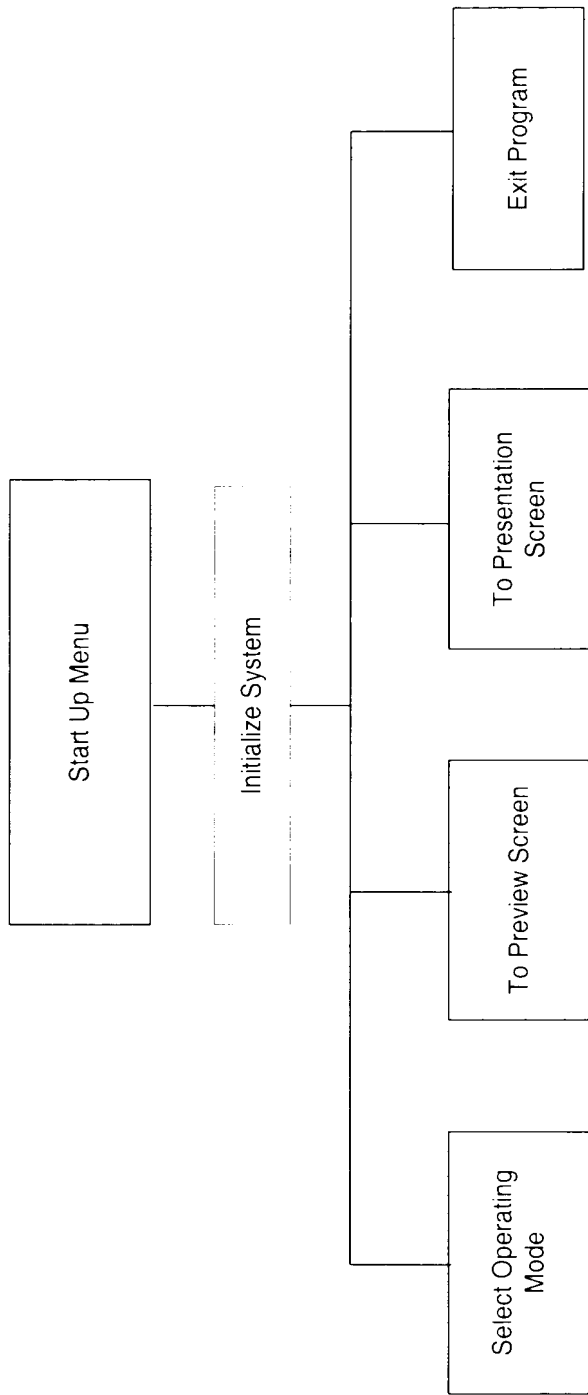 Start Up Menu
Initialize System
Select Operating
Mode
To Preview Screen
To Presentation
Screen
Exit Program